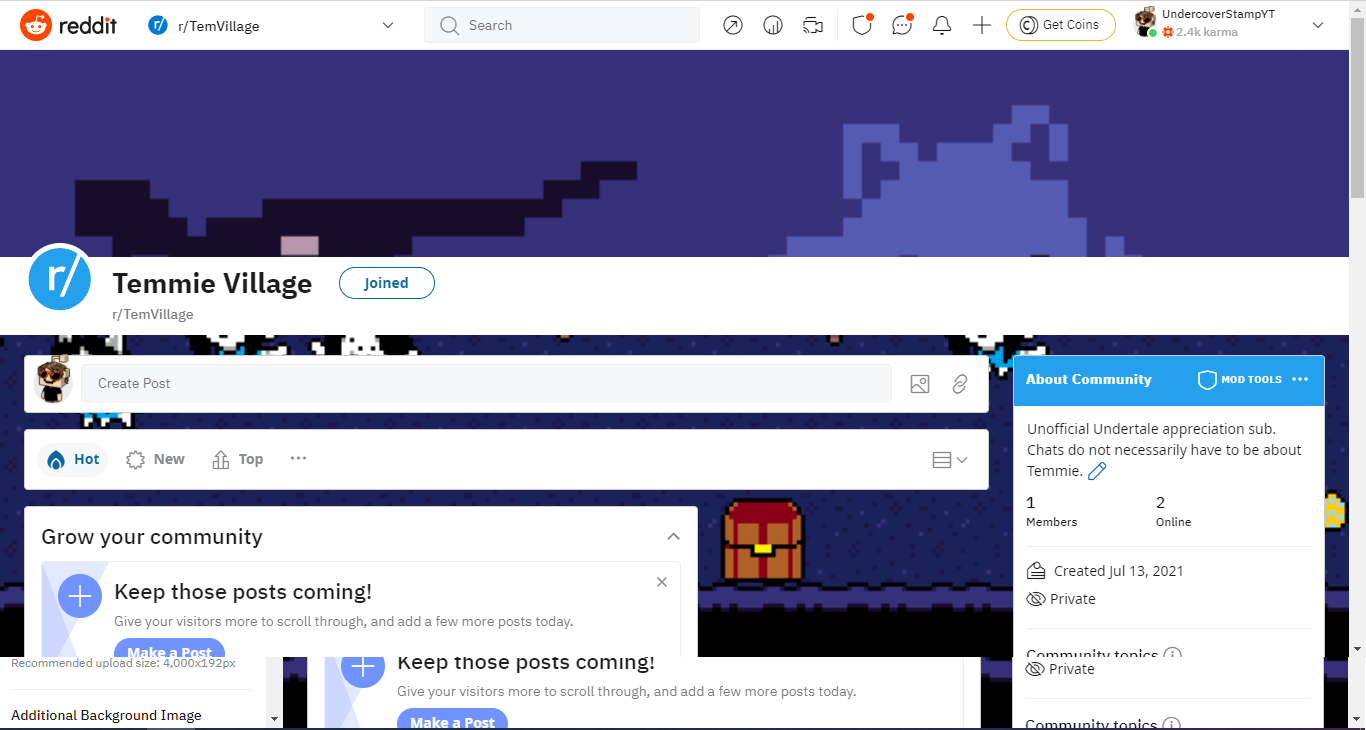 reddit
r/TemVillage
Search
Get Coins
UndercoverStampYT
2.4k karma
r/
Temmie Village
Joined
r/TemVillage
Create Post
Hot
New
Top
Grow your community
Keep those posts coming!
Give your visitors more to scroll through, and add a few more posts today.
Make a Post
About Community
MOD TOOLS
Unofficial Undertale appreciation sub.
Chats do not necessarily have to be about
Temmie.
1
Members
2
Online
Created Jul 13, 2021
Private
Community topics
Recommended upload size: 4,000x192px
Additional Background Image
Keep those posts coming!
Give your visitors more to scroll through, and add a few more posts today.
Make a Post
Private
Community topics